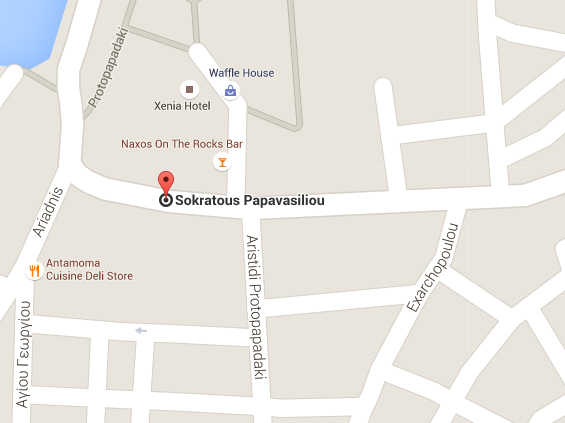 Protopapadaki
Waffle House
Xenia Hotel
Naxos On The Rocks Bar
Sokratous Papavasiliou
Ariadnis
Antamoma
Cuisine Deli Store
Aristidi Protopapadaki
Exarchopoulou
Αγίου Γεωργίου